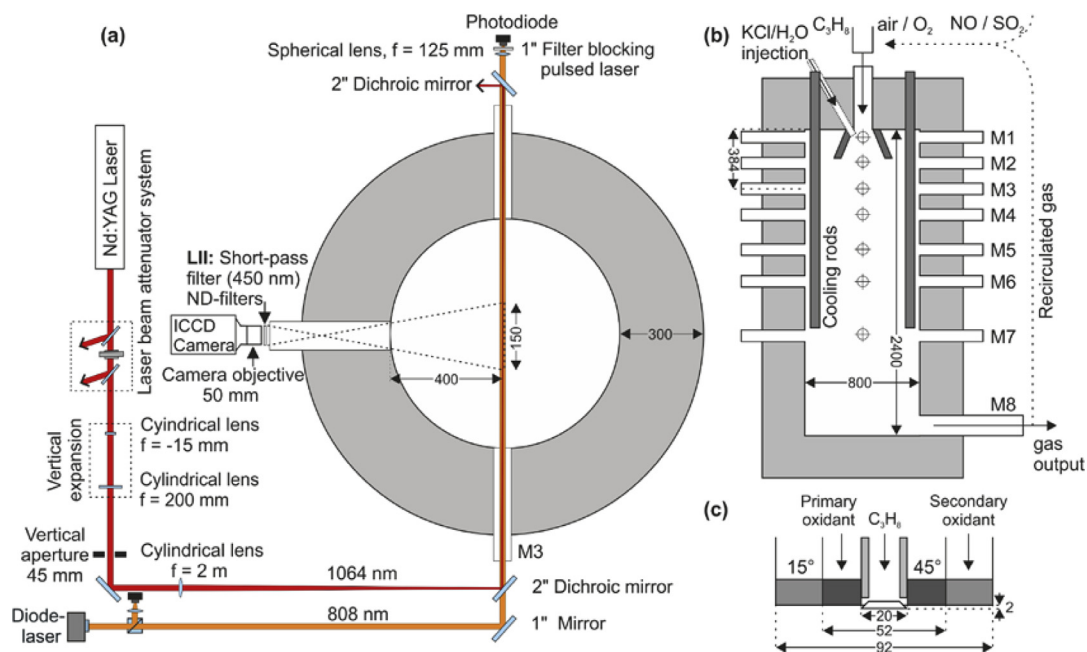 (a)
Photodiode
Spherical lens, f = 125 mm
1" Filter blocking
pulsed laser
2" Dichroic mirror
Nd:YAG Laser
Laser beam attenuator system
LII: Short-pass
filter (450 nm)
ND-filters
ICCD
Camera
Camera objective
50 mm
400
150
300
Vertical
expansion
Cyindrical lens
f = -15 mm
Cylindrical lens
f = 200 mm
Vertical
aperture
45 mm
Cylindrical lens
f = 2 m
1064 nm
M3
2" Dichroic mirror
Diode-
laser
808 nm
1" Mirror
(b)
KCl/H2O
injection
C3H8
air / O2
NO / SO2
384
M1
M2
M3
M4
M5
M6
M7
M8
Cooling rods
2400
800
Recirculated gas
gas
output
(c)
Primary
oxidant
C3H8
Secondary
oxidant
15°
45°
2
20
52
92